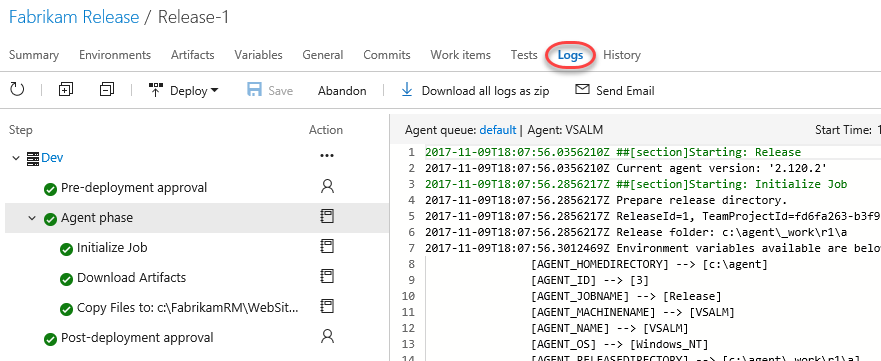 Fabrikam Release / Release-1
Summary Environments Artifacts Variables General Commits Work items Tests Logs History
Deploy Save Abandon Download all logs as zip Send Email
Step Action
Dev ...
Pre-deployment approval
Agent phase
Initialize Job
Download Artifacts
Copy Files to: c:\FabrikamRM\WebSit...
Post-deployment approval
Agent queue: default | Agent: VSALM Start Time: 1
1 2017-11-09T18:07:56.0356210Z ##[section]Starting: Release
2 2017-11-09T18:07:56.0356210Z Current agent version: '2.120.2'
3 2017-11-09T18:07:56.2856217Z ##[section]Starting: Initialize Job
4 2017-11-09T18:07:56.2856217Z Prepare release directory.
5 2017-11-09T18:07:56.2856217Z ReleaseId=1, TeamProjectId=fd6fa263-b3f9
6 2017-11-09T18:07:56.2856217Z Release folder: c:\agent\_work\r1\a
7 2017-11-09T18:07:56.3012469Z Environment variables available are belo
8 [AGENT_HOMEDIRECTORY] --> [c:\agent]
9 [AGENT_ID] --> [3]
10 [AGENT_JOBNAME] --> [Release]
11 [AGENT_MACHINENAME] --> [VSALM]
12 [AGENT_NAME] --> [VSALM]
13 [AGENT_OS] --> [Windows_NT]
14 [AGENT_RELEASEDIRECTORY] --> [c:\agent\_work\r1\a]